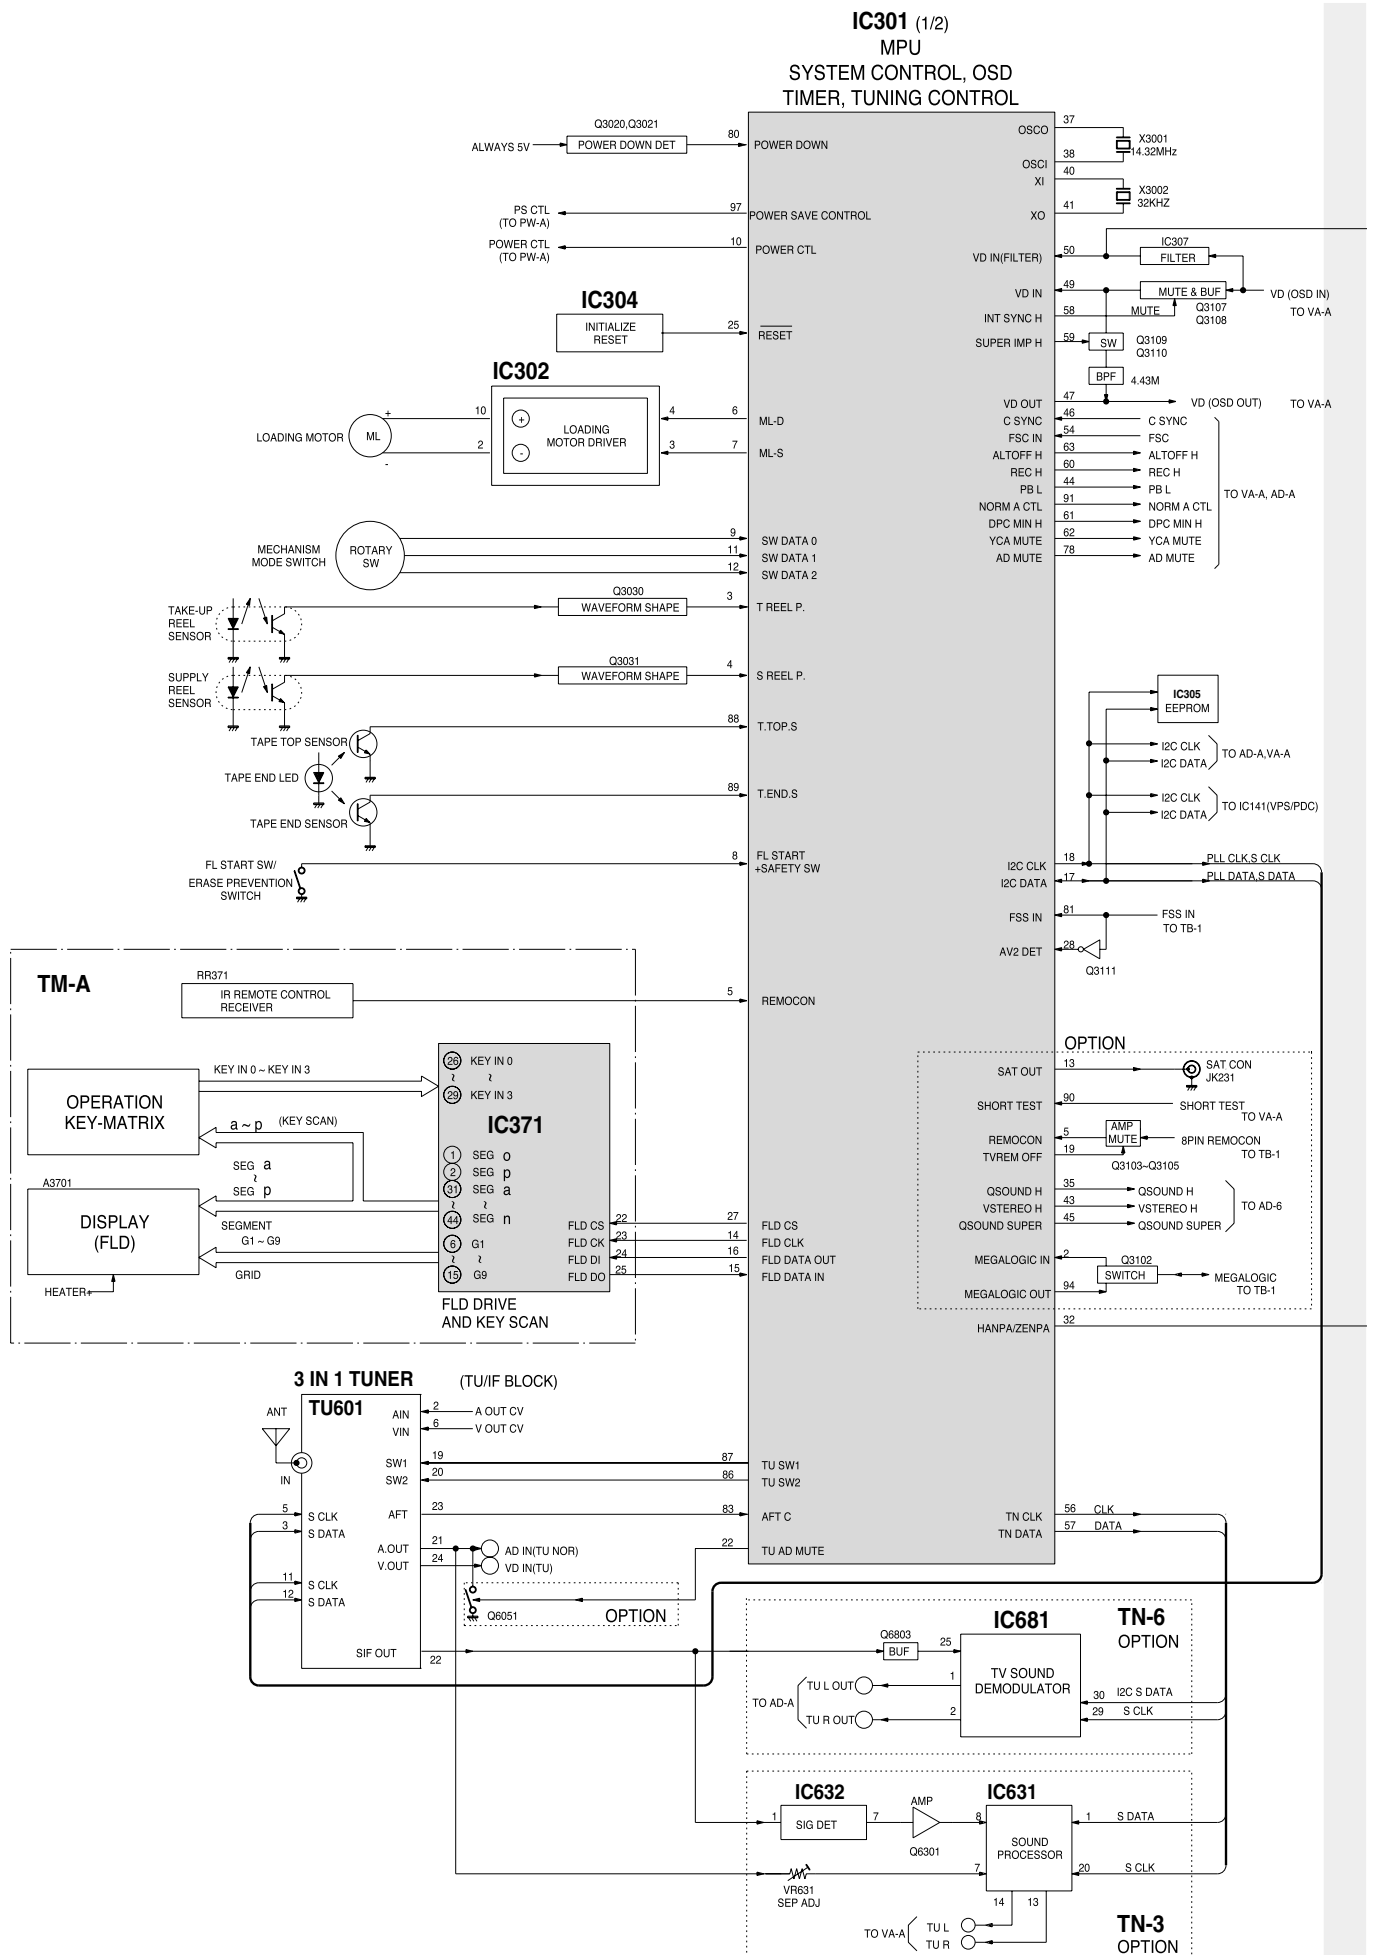 IC301 (1/2)
MPU
SYSTEM CONTROL, OSD
TIMER, TUNING CONTROL
ALWAYS 5V
Q3020,Q3021
POWER DOWN DET
80
POWER DOWN
PS CTL
(TO PW-A)
97
POWER SAVE CONTROL
POWER CTL
(TO PW-A)
10
POWER CTL
IC304
INITIALIZE
RESET
25
RESET
IC302
LOADING MOTOR
ML
+
-
10
2
+
-
LOADING
MOTOR DRIVER
4
3
6
7
ML-D
ML-S
MECHANISM
MODE SWITCH
ROTARY
SW
9
SW DATA 0
11
SW DATA 1
12
SW DATA 2
TAKE-UP
REEL
SENSOR
Q3030
WAVEFORM SHAPE
3
T REEL P.
SUPPLY
REEL
SENSOR
Q3031
WAVEFORM SHAPE
4
S REEL P.
TAPE TOP SENSOR
88
T.TOP.S
TAPE END LED
TAPE END SENSOR
89
T.END.S
FL START SW/
ERASE PREVENTION
SWITCH
8
FL START
+SAFETY SW
37
OSCO
38
OSCI
X3001
14.32MHz
40
XI
41
XO
X3002
32KHZ
50
VD IN(FILTER)
IC307
FILTER
49
VD IN
MUTE & BUF
Q3107
Q3108
VD (OSD IN)
TO VA-A
58
INT SYNC H
MUTE
59
SUPER IMP H
SW
Q3109
Q3110
BPF
4.43M
47
VD OUT
VD (OSD OUT)
TO VA-A
46
C SYNC
C SYNC
54
FSC IN
FSC
63
ALTOFF H
ALTOFF H
60
REC H
REC H
44
PB L
PB L
91
NORM A CTL
NORM A CTL
61
DPC MIN H
DPC MIN H
62
YCA MUTE
YCA MUTE
78
AD MUTE
AD MUTE
TO VA-A, AD-A
IC305
EEPROM
I2C CLK
I2C DATA
TO AD-A,VA-A
I2C CLK
I2C DATA
TO IC141(VPS/PDC)
18
I2C CLK
PLL CLK,S CLK
17
I2C DATA
PLL DATA,S DATA
81
FSS IN
FSS IN
TO TB-1
28
AV2 DET
Q3111
TM-A
RR371
IR REMOTE CONTROL
RECEIVER
5
REMOCON
OPERATION
KEY-MATRIX
KEY IN 0 ~ KEY IN 3
a ~ p (KEY SCAN)
SEG a
~
SEG p
A3701
DISPLAY
(FLD)
SEGMENT
G1 ~ G9
GRID
HEATER+
26 KEY IN 0
~ ~
29 KEY IN 3
IC371
1 SEG o
2 SEG p
31 SEG a
~ ~
44 SEG n
6 G1
~ ~
15 G9
FLD CS
22
27
FLD CS
FLD CK
23
14
FLD CLK
FLD DI
24
16
FLD DATA OUT
FLD DO
25
15
FLD DATA IN
FLD DRIVE
AND KEY SCAN
OPTION
13
SAT OUT
SAT CON
JK231
90
SHORT TEST
SHORT TEST
TO VA-A
5
REMOCON
AMP
MUTE
8PIN REMOCON
TO TB-1
19
TVREM OFF
Q3103~Q3105
35
QSOUND H
QSOUND H
43
VSTEREO H
VSTEREO H
45
QSOUND SUPER
QSOUND SUPER
TO AD-6
2
MEGALOGIC IN
Q3102
SWITCH
MEGALOGIC
TO TB-1
94
MEGALOGIC OUT
32
HANPA/ZENPA
3 IN 1 TUNER
(TU/IF BLOCK)
TU601
ANT
IN
AIN
2
A OUT CV
VIN
6
V OUT CV
SW1
19
87
TU SW1
SW2
20
86
TU SW2
5
S CLK
3
S DATA
AFT
23
83
AFT C
A.OUT
21
AD IN(TU NOR)
V.OUT
24
VD IN(TU)
22
TU AD MUTE
11
S CLK
12
S DATA
Q6051
OPTION
SIF OUT
22
56
TN CLK
CLK
57
TN DATA
DATA
IC681
TN-6
OPTION
Q6803
BUF
25
TV SOUND
DEMODULATOR
1
TU L OUT
TO AD-A
2
TU R OUT
30
I2C S DATA
29
S CLK
IC632
1
SIG DET
7
AMP
Q6301
IC631
8
SOUND
PROCESSOR
1
S DATA
20
S CLK
VR631
SEP ADJ
7
14
13
TO VA-A
TU L
TU R
TN-3
OPTION